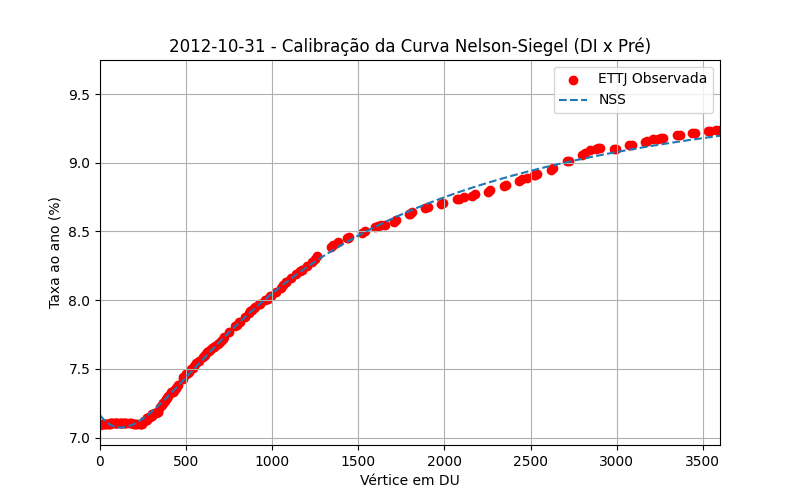 2012-10-31 - Calibração da Curva Nelson-Siegel (DI x Pré)
ETTJ Observada
NSS
Taxa ao ano (%)
9.5
9.0
8.5
8.0
7.5
7.0
0 500 1000 1500 2000 2500 3000 3500
Vértice em DU